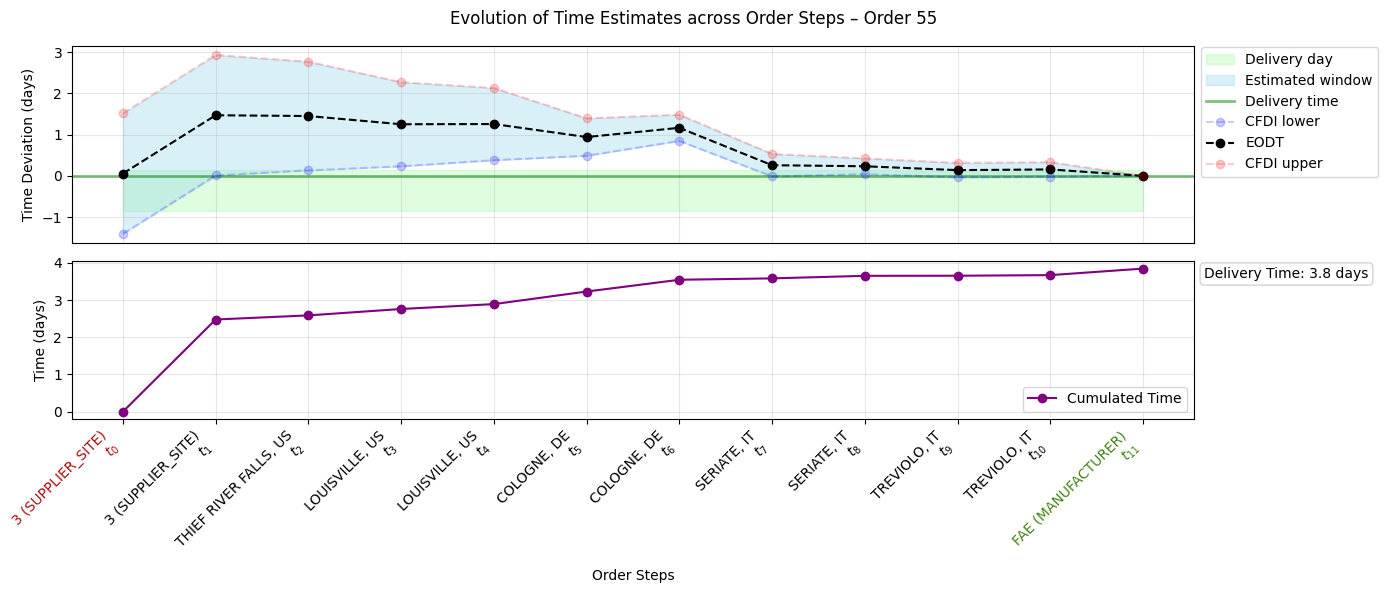 Evolution of Time Estimates across Order Steps – Order 55
Time Deviation (days)
3
2
1
0
−1
Delivery day
Estimated window
Delivery time
CFDI lower
EODT
CFDI upper
Time (days)
4
3
2
1
0
Delivery Time: 3.8 days
Cumulated Time
3 (SUPPLIER_SITE)
t0
3 (SUPPLIER_SITE)
t1
THIEF RIVER FALLS, US
t2
LOUISVILLE, US
t3
LOUISVILLE, US
t4
COLOGNE, DE
t5
COLOGNE, DE
t6
SERIATE, IT
t7
SERIATE, IT
t8
TREVIOLO, IT
t9
TREVIOLO, IT
t10
FAE (MANUFACTURER)
t11
Order Steps